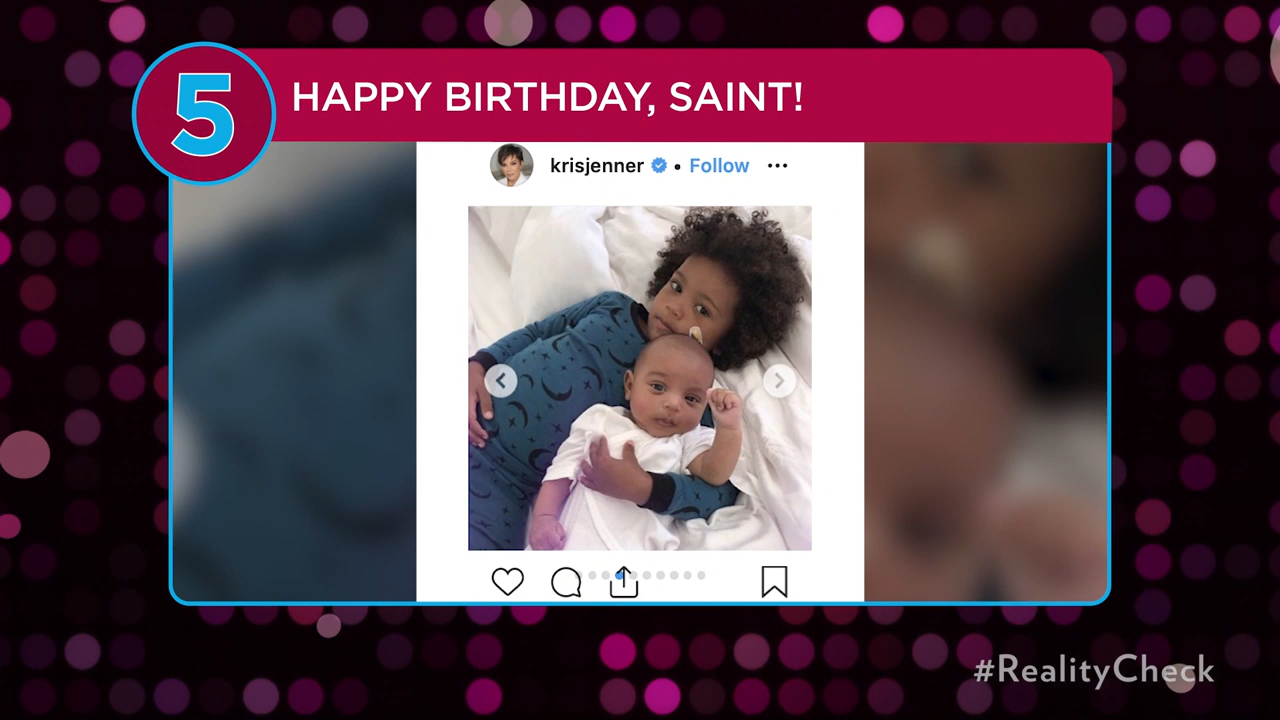 5
HAPPY BIRTHDAY, SAINT!
krisjenner • Follow •••
#RealityCheck